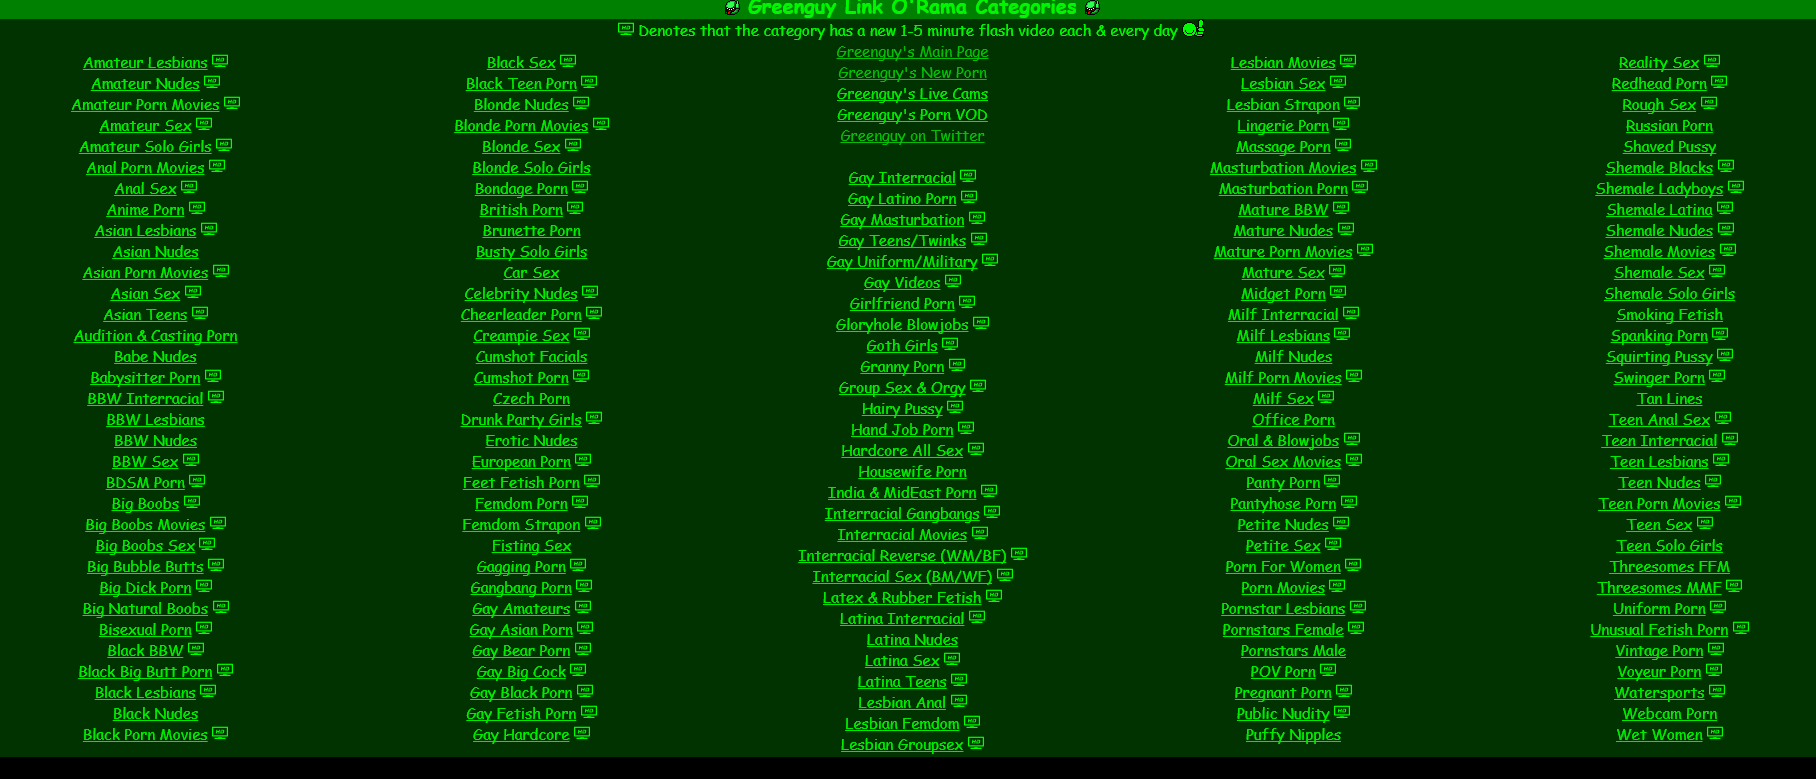 Greenguy Link O'Rama Categories
Denotes that the category has a new 1-5 minute flash video each & every day
Amateur Lesbians
Amateur Nudes
Amateur Porn Movies
Amateur Sex
Amateur Solo Girls
Anal Porn Movies
Anal Sex
Anime Porn
Asian Lesbians
Asian Nudes
Asian Porn Movies
Asian Sex
Asian Teens
Audition & Casting Porn
Babe Nudes
Babysitter Porn
BBW Interracial
BBW Lesbians
BBW Nudes
BBW Sex
BDSM Porn
Big Boobs
Big Boobs Movies
Big Boobs Sex
Big Bubble Butts
Big Dick Porn
Big Natural Boobs
Bisexual Porn
Black BBW
Black Big Butt Porn
Black Lesbians
Black Nudes
Black Porn Movies
Black Sex
Black Teen Porn
Blonde Nudes
Blonde Porn Movies
Blonde Sex
Blonde Solo Girls
Bondage Porn
British Porn
Brunette Porn
Busty Solo Girls
Car Sex
Celebrity Nudes
Cheerleader Porn
Creampie Sex
Cumshot Facials
Cumshot Porn
Czech Porn
Drunk Party Girls
Erotic Nudes
European Porn
Feet Fetish Porn
Femdom Porn
Femdom Strapon
Fisting Sex
Gagging Porn
Gangbang Porn
Gay Amateurs
Gay Asian Porn
Gay Bear Porn
Gay Big Cock
Gay Black Porn
Gay Fetish Porn
Gay Hardcore
Greenguy's Main Page
Greenguy's New Porn
Greenguy's Live Cams
Greenguy's Porn VOD
Greenguy on Twitter
Gay Interracial
Gay Latino Porn
Gay Masturbation
Gay Teens/Twinks
Gay Uniform/Military
Gay Videos
Girlfriend Porn
Gloryhole Blowjobs
Goth Girls
Granny Porn
Group Sex & Orgy
Hairy Pussy
Hand Job Porn
Hardcore All Sex
Housewife Porn
India & MidEast Porn
Interracial Gangbangs
Interracial Movies
Interracial Reverse (WM/BF)
Interracial Sex (BM/WF)
Latex & Rubber Fetish
Latina Interracial
Latina Nudes
Latina Sex
Latina Teens
Lesbian Anal
Lesbian Femdom
Lesbian Groupsex
Lesbian Movies
Lesbian Sex
Lesbian Strapon
Lingerie Porn
Massage Porn
Masturbation Movies
Masturbation Porn
Mature BBW
Mature Nudes
Mature Porn Movies
Mature Sex
Midget Porn
Milf Interracial
Milf Lesbians
Milf Nudes
Milf Porn Movies
Milf Sex
Office Porn
Oral & Blowjobs
Oral Sex Movies
Panty Porn
Pantyhose Porn
Petite Nudes
Petite Sex
Porn For Women
Porn Movies
Pornstar Lesbians
Pornstars Female
Pornstars Male
POV Porn
Pregnant Porn
Public Nudity
Puffy Nipples
Reality Sex
Redhead Porn
Rough Sex
Russian Porn
Shaved Pussy
Shemale Blacks
Shemale Ladyboys
Shemale Latina
Shemale Nudes
Shemale Movies
Shemale Sex
Shemale Solo Girls
Smoking Fetish
Spanking Porn
Squirting Pussy
Swinger Porn
Tan Lines
Teen Anal Sex
Teen Interracial
Teen Lesbians
Teen Nudes
Teen Porn Movies
Teen Sex
Teen Solo Girls
Threesomes FFM
Threesomes MMF
Uniform Porn
Unusual Fetish Porn
Vintage Porn
Voyeur Porn
Watersports
Webcam Porn
Wet Women